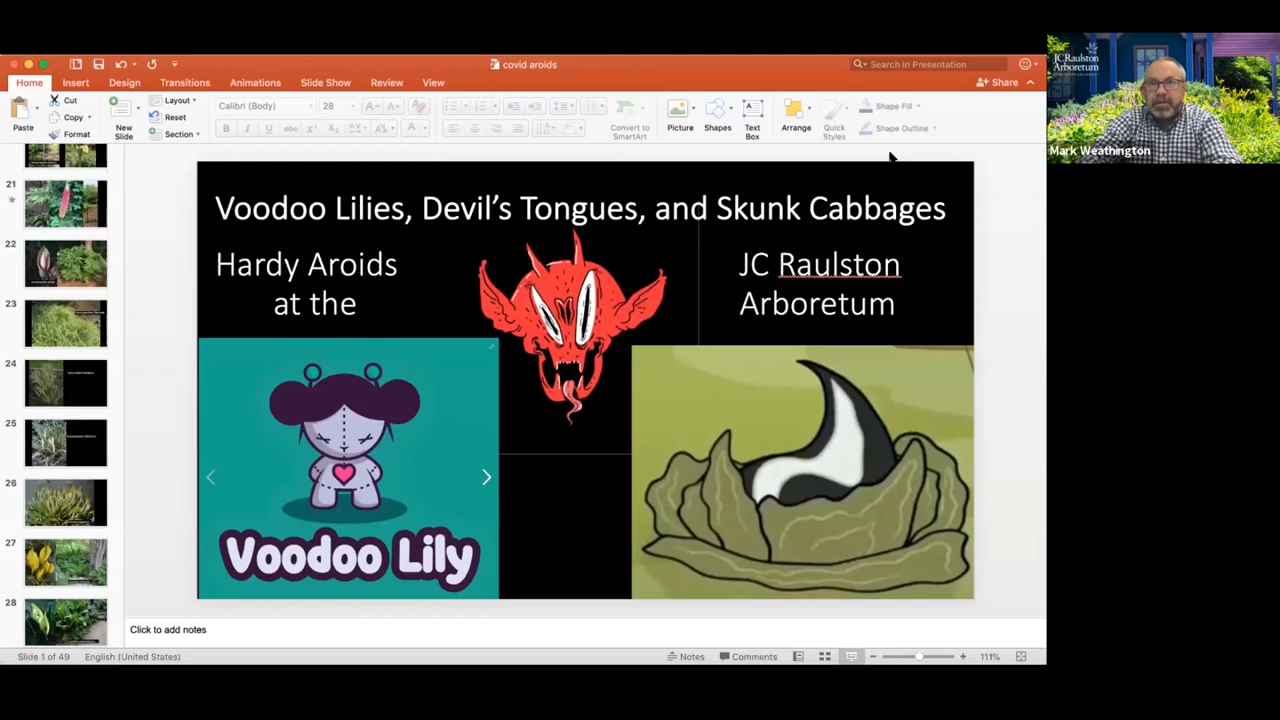 covid aroids
Search in Presentation
Home
Insert
Design
Transitions
Animations
Slide Show
Review
View
Share
Paste
Cut
Copy
Format
New
Slide
Layout
Reset
Section
Calibri (Body)
28
Convert to
SmartArt
Picture
Shapes
Text
Box
Arrange
Quick
Styles
Shape Fill
Shape Outline
JC Raulston
Arboretum
Mark Weathington
21
22
23
24
25
26
27
28
Voodoo Lilies, Devil's Tongues, and Skunk Cabbages
Hardy Aroids
at the
JC Raulston
Arboretum
Voodoo Lily
Click to add notes
Slide 1 of 49
English (United States)
Notes
Comments
111%